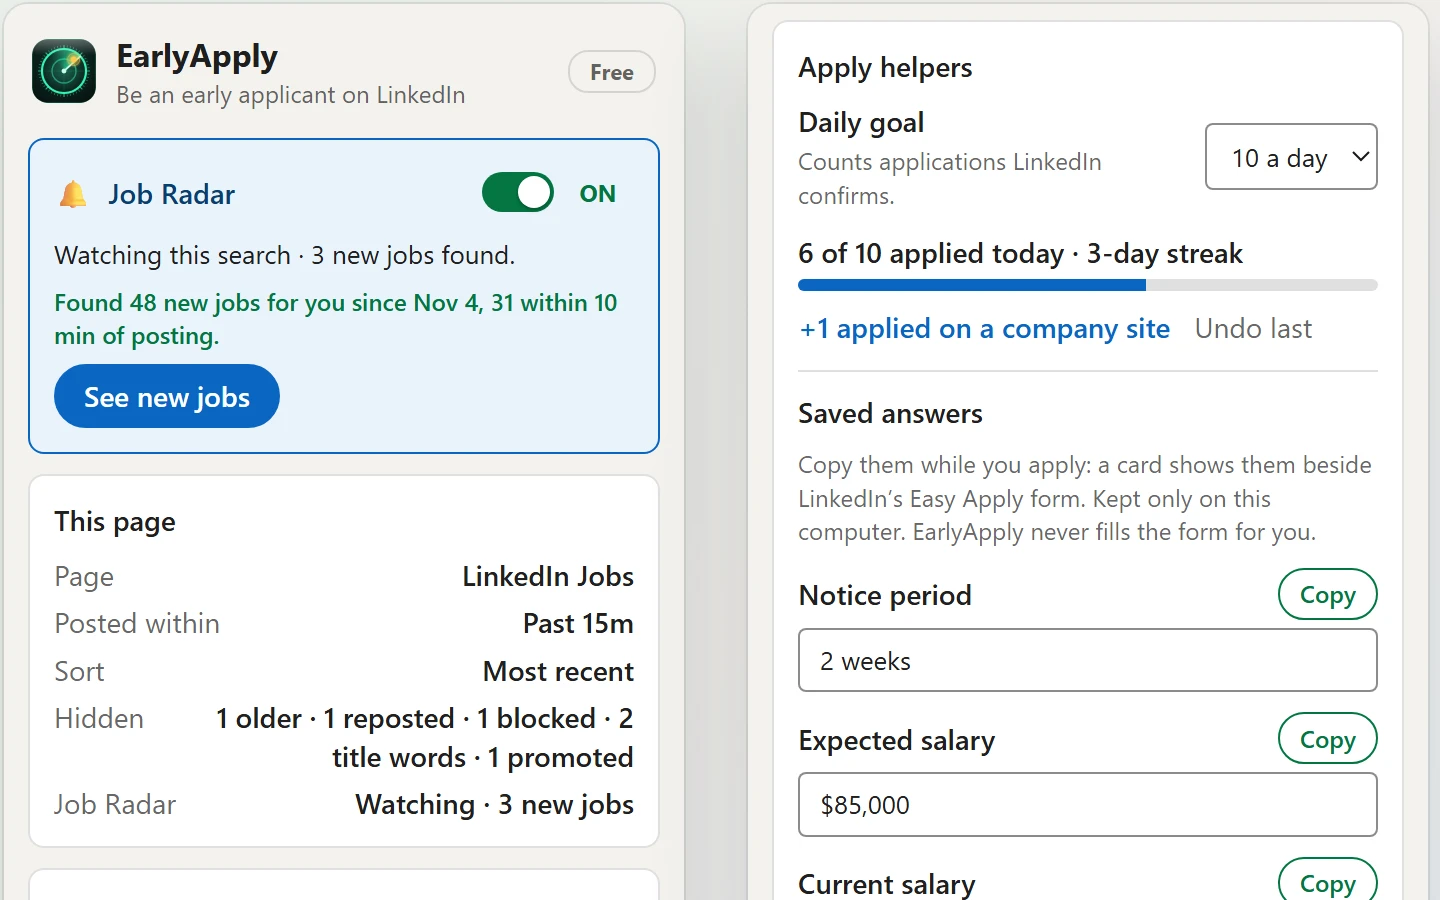 EarlyApply
Be an early applicant on LinkedIn
Free
Job Radar
ON
Watching this search · 3 new jobs found.
Found 48 new jobs for you since Nov 4, 31 within 10
min of posting.
See new jobs
This page
Page
LinkedIn Jobs
Posted within
Past 15m
Sort
Most recent
Hidden
1 older · 1 reposted · 1 blocked · 2
title words · 1 promoted
Job Radar
Watching · 3 new jobs
Apply helpers
Daily goal
Counts applications LinkedIn
confirms.
10 a day
6 of 10 applied today · 3-day streak
+1 applied on a company site
Undo last
Saved answers
Copy them while you apply: a card shows them beside
LinkedIn’s Easy Apply form. Kept only on this
computer. EarlyApply never fills the form for you.
Notice period
Copy
2 weeks
Expected salary
Copy
$85,000
Current salary
Copy